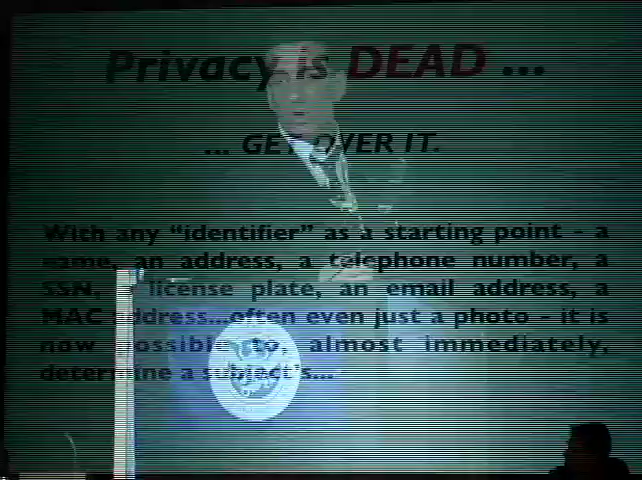 Privacy is DEAD ...
... GET OVER IT.
With any “identifier” as a starting point - a
name, an address, a telephone number, a
SSN, license plate, an email address, a
MAC address...often even just a photo - it is
now possible to, almost immediately,
determine a subject's...